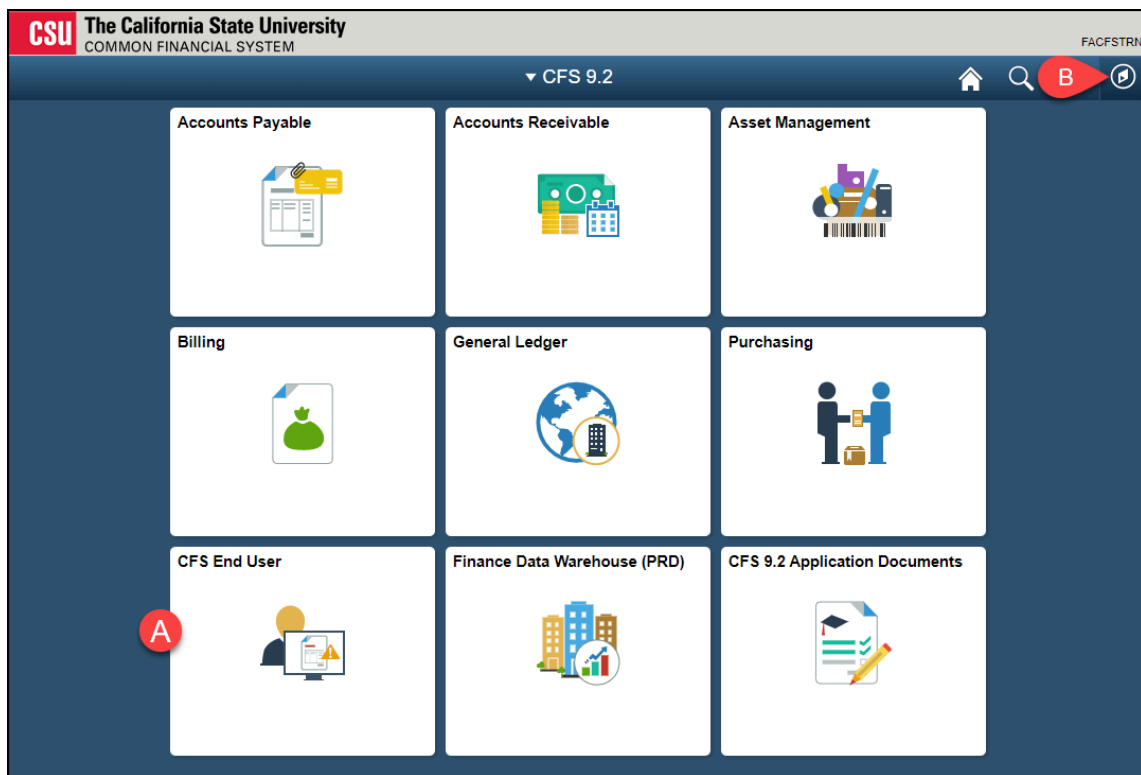 CSU The California State University
COMMON FINANCIAL SYSTEM
FACFSTRN
CFS 9.2
B
Accounts Payable
Accounts Receivable
Asset Management
Billing
General Ledger
Purchasing
CFS End User
Finance Data Warehouse (PRD)
CFS 9.2 Application Documents
A